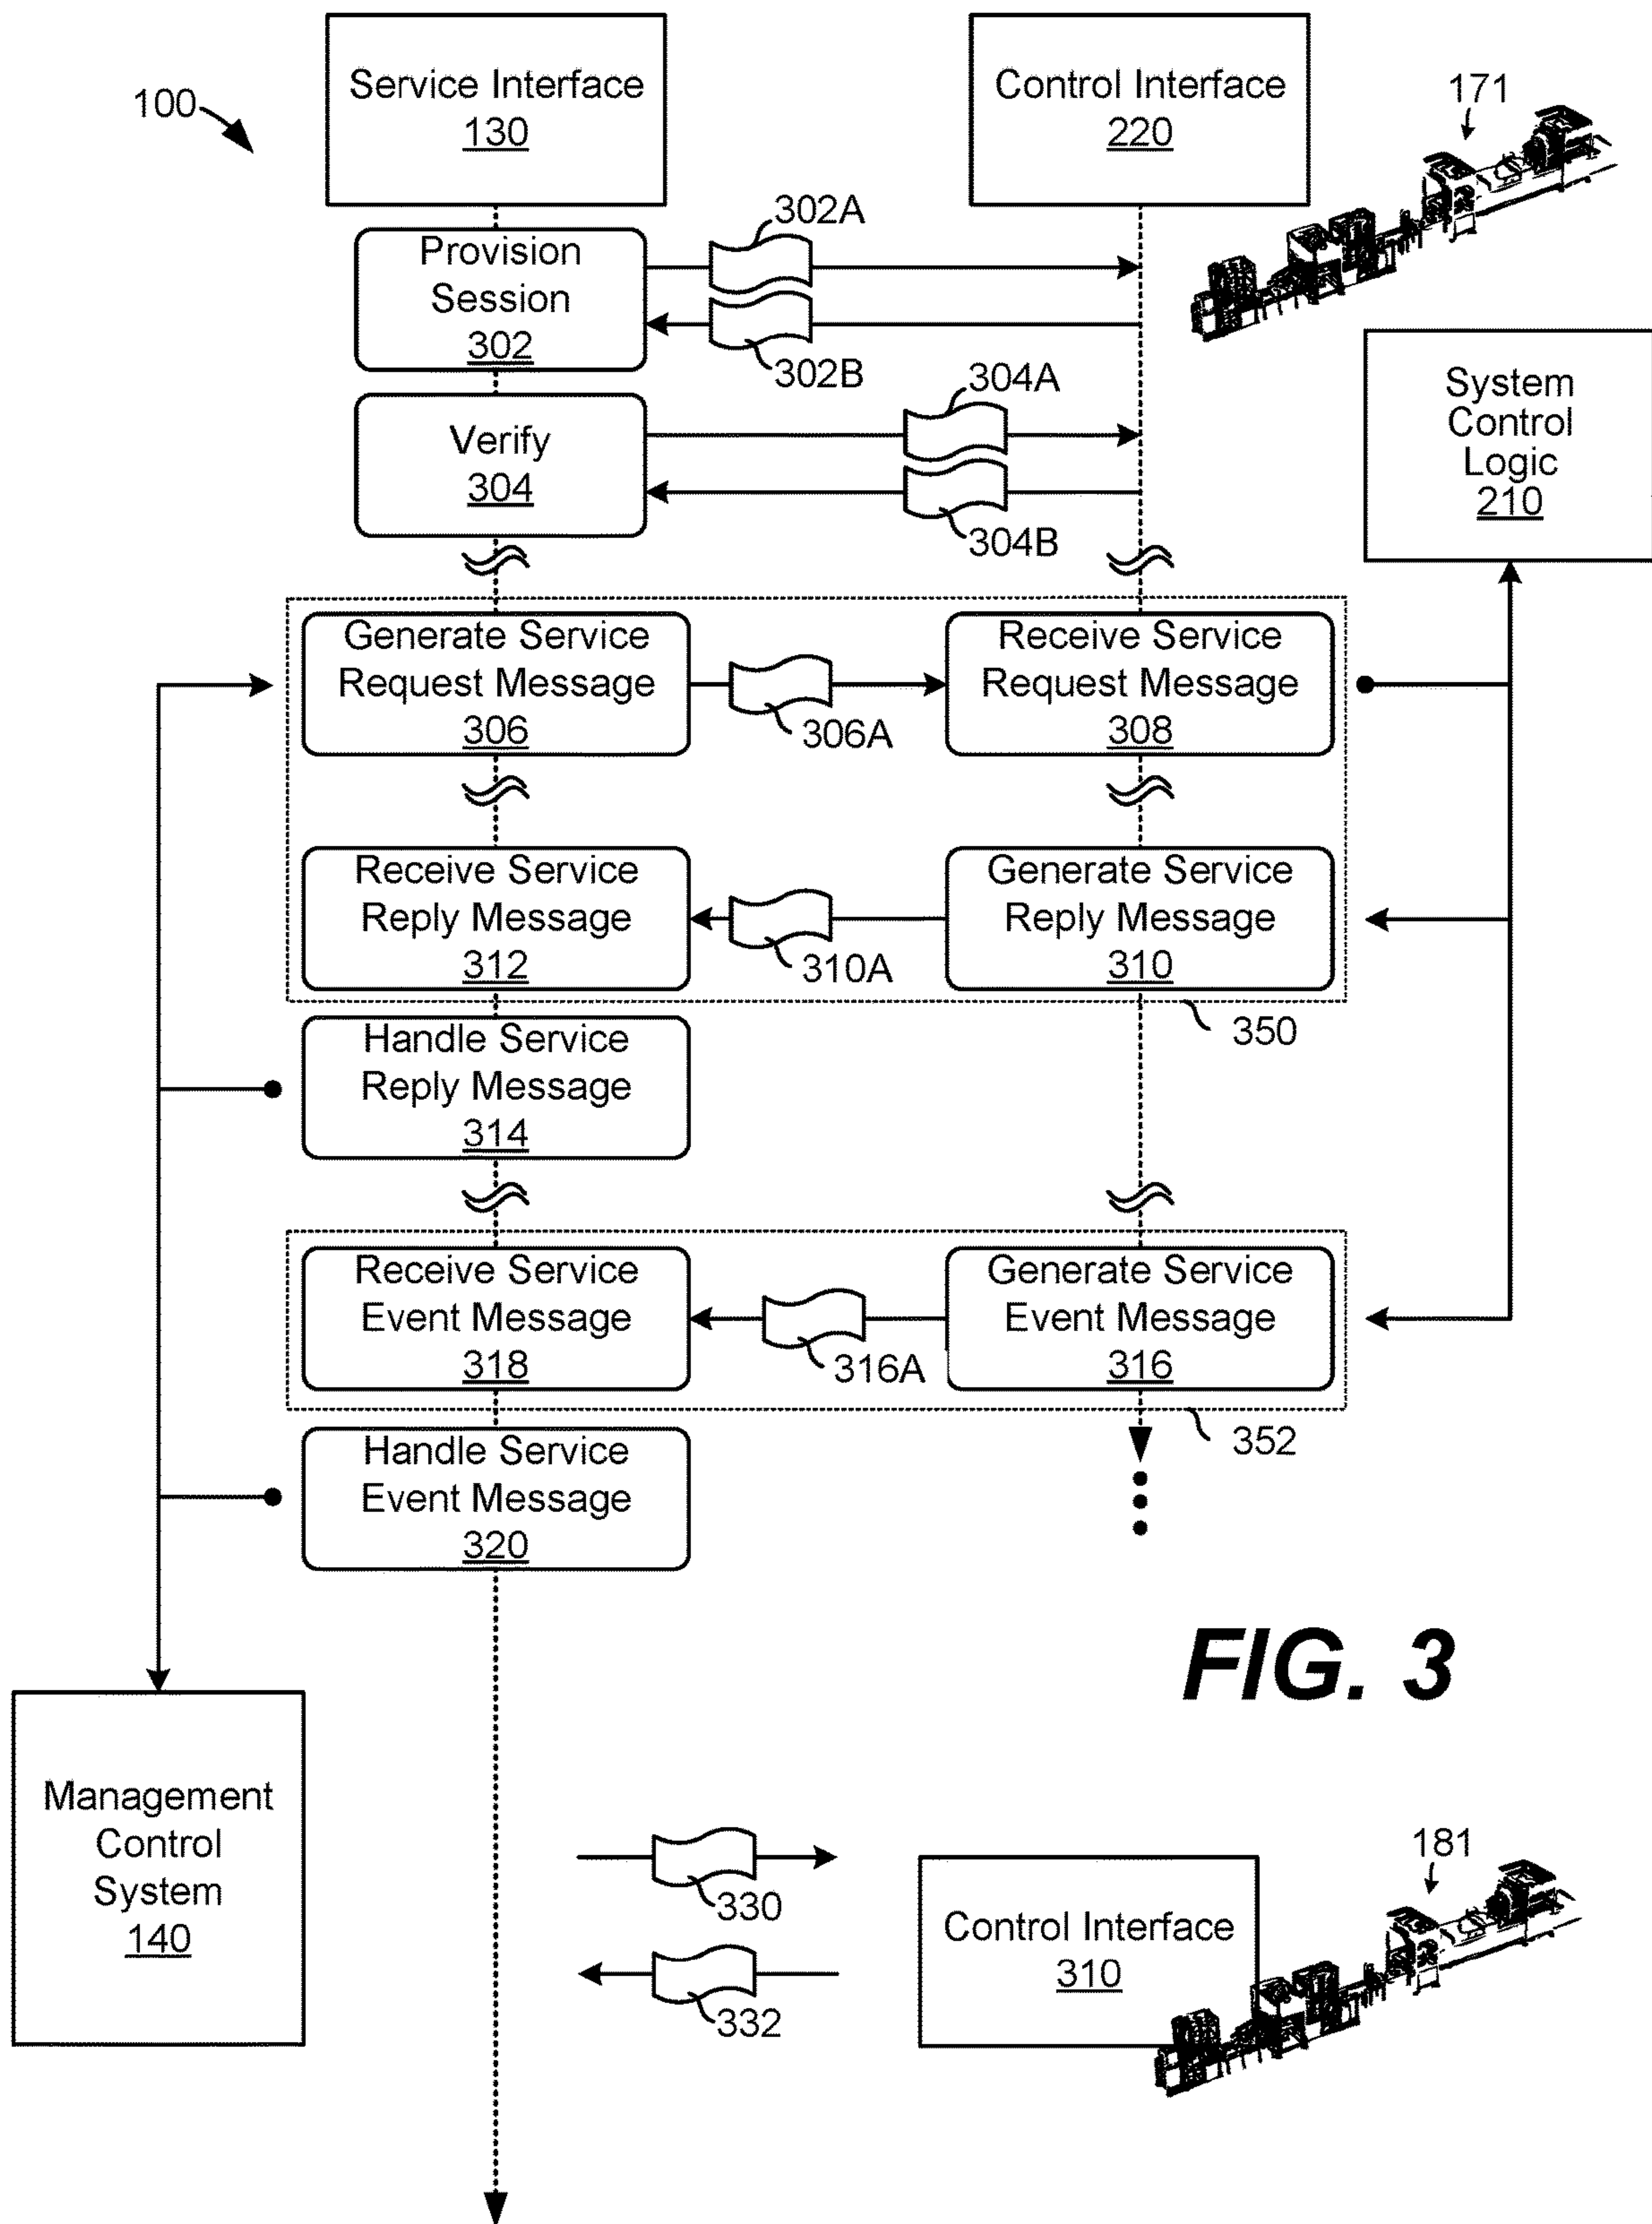 100
Service Interface
130
Control Interface
220
171
Provision
Session
302
302A
302B
Verify
304
304A
304B
System
Control
Logic
210
Generate Service
Request Message
306
306A
Receive Service
Request Message
308
Receive Service
Reply Message
312
310A
Generate Service
Reply Message
310
350
Handle Service
Reply Message
314
Receive Service
Event Message
318
316A
Generate Service
Event Message
316
352
Handle Service
Event Message
320
FIG. 3
Management
Control
System
140
330
332
Control Interface
310
181